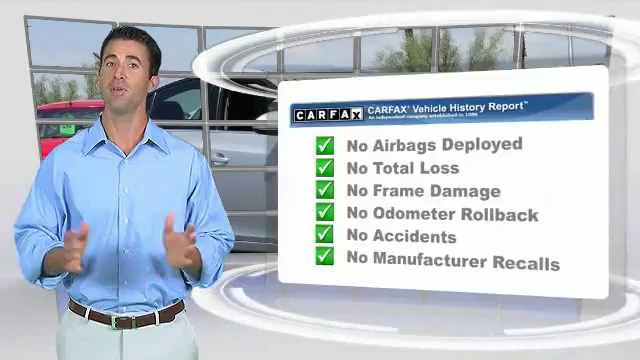 CARFAX CARFAX® Vehicle History Report™
An independent company established in 1986
No Airbags Deployed
No Total Loss
No Frame Damage
No Odometer Rollback
No Accidents
No Manufacturer Recalls